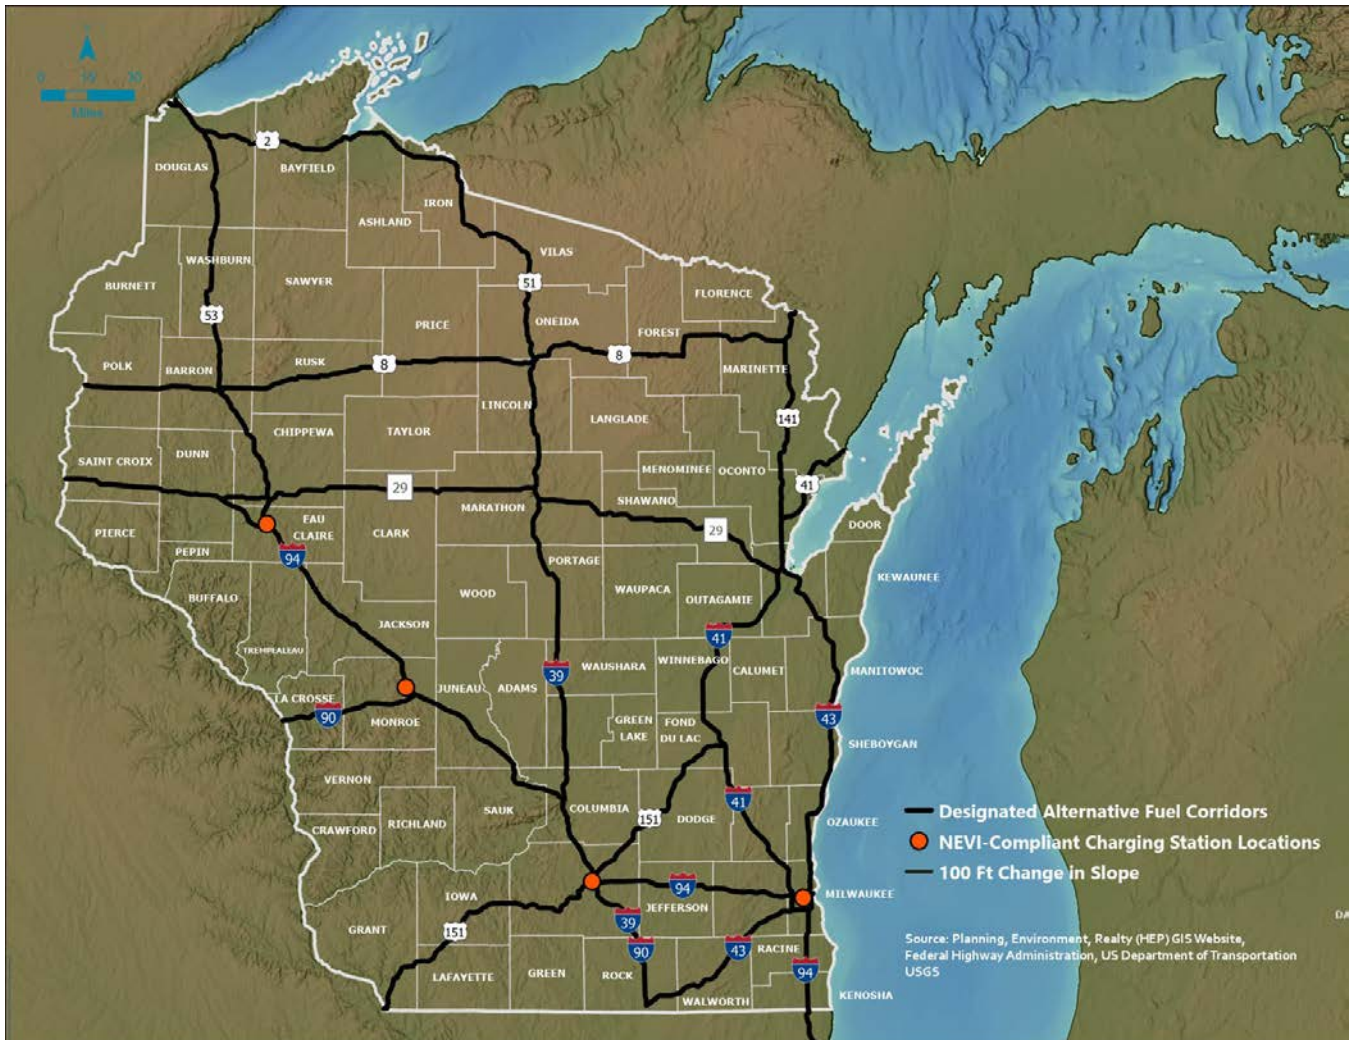 0 15 30
Miles
2
DOUGLAS
BAYFIELD
IRON
ASHLAND
VILAS
WASHBURN
SAWYER
BURNETT
51
FLORENCE
53
PRICE
ONEIDA
FOREST
8
8
POLK
BARRON
RUSK
MARINETTE
LINCOLN
LANGLADE
141
CHIPPEWA
TAYLOR
DUNN
SAINT CROIX
MENOMINEE
OCONTO
29
41
SHAWANO
MARATHON
EAU
CLAIRE
29
DOOR
PIERCE
CLARK
PEPIN
94
PORTAGE
KEWAUNEE
WAUPACA
WOOD
BUFFALO
OUTAGAMIE
JACKSON
41
TREMPEALEAU
WINNEBAGO
39
WAUSHARA
CALUMET
MANITOWOC
JUNEAU
ADAMS
LA CROSSE
90
MONROE
43
GREEN
LAKE
FOND
DU LAC
SHEBOYGAN
VERNON
41
SAUK
COLUMBIA
151
DODGE
OZAUKEE
CRAWFORD
RICHLAND
94
IOWA
JEFFERSON
MILWAUKEE
39
GRANT
151
90
43
RACINE
94
LAFAYETTE
GREEN
ROCK
WALWORTH
KENOSHA
Designated Alternative Fuel Corridors
NEVI-Compliant Charging Station Locations
100 Ft Change in Slope
DA
Source: Planning, Environment, Realty (HEP) GIS Website,
Federal Highway Administration, US Department of Transportation
USGS